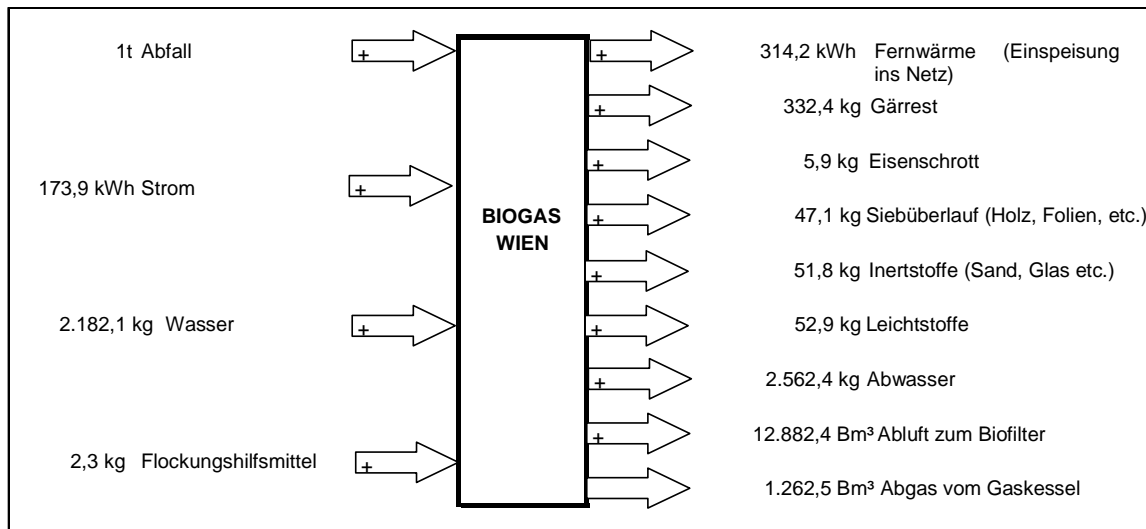 1t Abfall
173,9 kWh Strom
2.182,1 kg Wasser
2,3 kg Flockungshilfsmittel
BIOGAS
WIEN
314,2 kWh Fernwärme (Einspeisung
ins Netz)
332,4 kg Gärrest
5,9 kg Eisenschrott
47,1 kg Siebüberlauf (Holz, Folien, etc.)
51,8 kg Inertstoffe (Sand, Glas etc.)
52,9 kg Leichtstoffe
2.562,4 kg Abwasser
12.882,4 Bm³ Abluft zum Biofilter
1.262,5 Bm³ Abgas vom Gaskessel